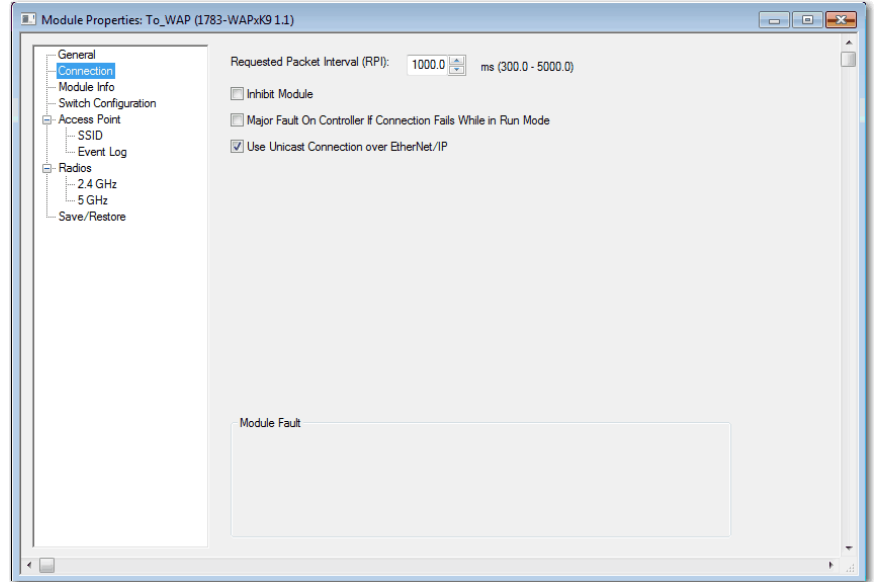 Module Properties: To_WAP (1783-WAPxK9 1.1)
General
Connection
Module Info
Switch Configuration
Access Point
SSID
Event Log
Radios
2.4 GHz
5 GHz
Save/Restore
Requested Packet Interval (RPI): 1000.0 ms (300.0 - 5000.0)
Inhibit Module
Major Fault On Controller If Connection Fails While in Run Mode
Use Unicast Connection over EtherNet/IP
Module Fault